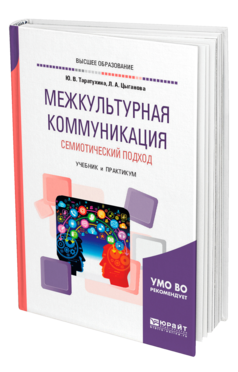 ВЫСШЕЕ ОБРАЗОВАНИЕ
Ю. В. Таратухина, Л. А. Цыганова
МЕЖКУЛЬТУРНАЯ
КОММУНИКАЦИЯ
СЕМИОТИЧЕСКИЙ ПОДХОД
УЧЕБНИК и ПРАКТИКУМ
УМО ВО
РЕКОМЕНДУЕТ
юрайт